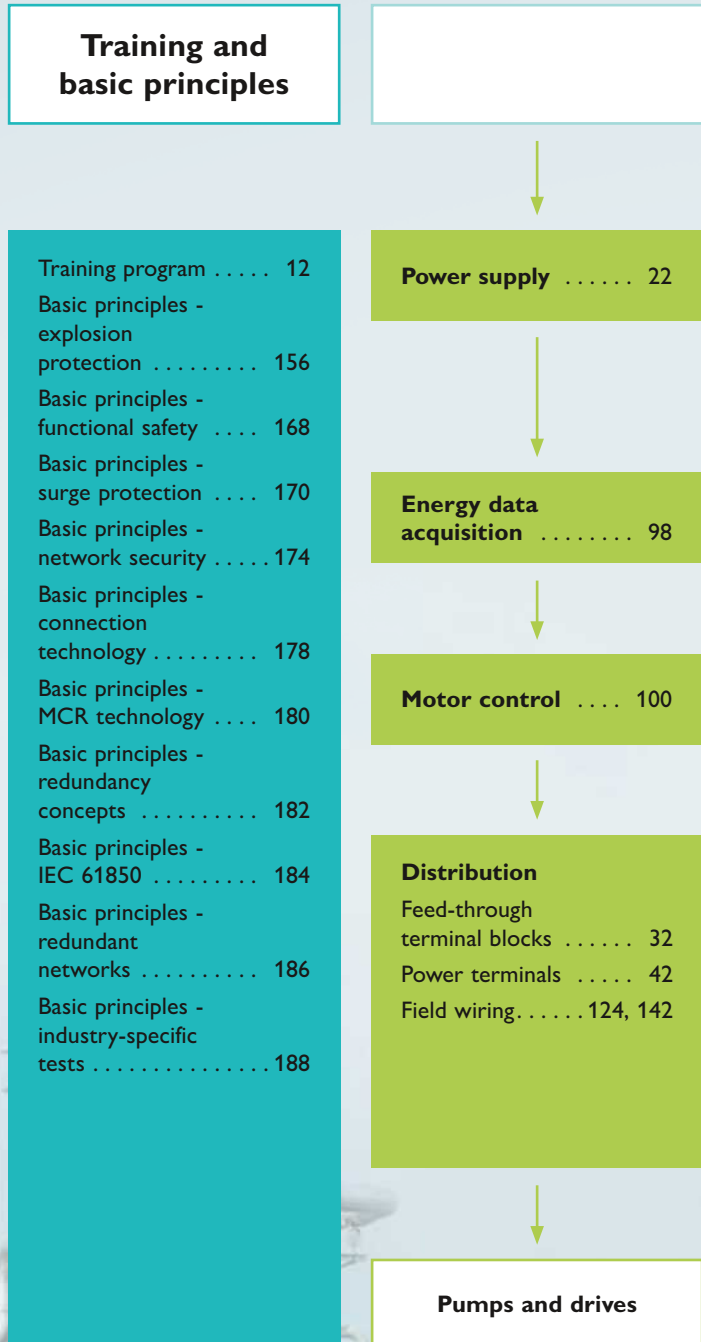 Training and
basic principles
Training program ..... 12
Basic principles -
explosion
protection ......... 156
Basic principles -
functional safety .... 168
Basic principles -
surge protection .... 170
Basic principles -
network security ..... 174
Basic principles -
connection
technology ......... 178
Basic principles -
MCR technology .... 180
Basic principles -
redundancy
concepts .......... 182
Basic principles -
IEC 61850 ......... 184
Basic principles -
redundant
networks .......... 186
Basic principles -
industry-specific
tests ............... 188
Power supply ...... 22
Energy data
acquisition ........ 98
Motor control .... 100
Distribution
Feed-through
terminal blocks ...... 32
Power terminals ..... 42
Field wiring ...... 124, 142
Pumps and drives